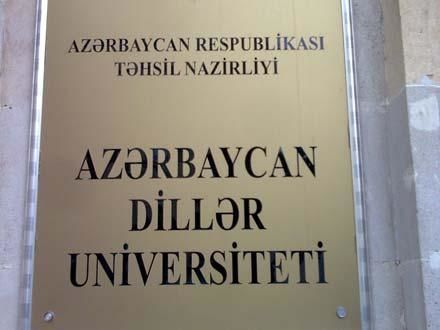 AZƏRBAYCAN RESPUBLİKASI
TƏHSİL NAZİRLİYİ
AZƏRBAYCAN
DİLLƏR
UNİVERSİTETİ